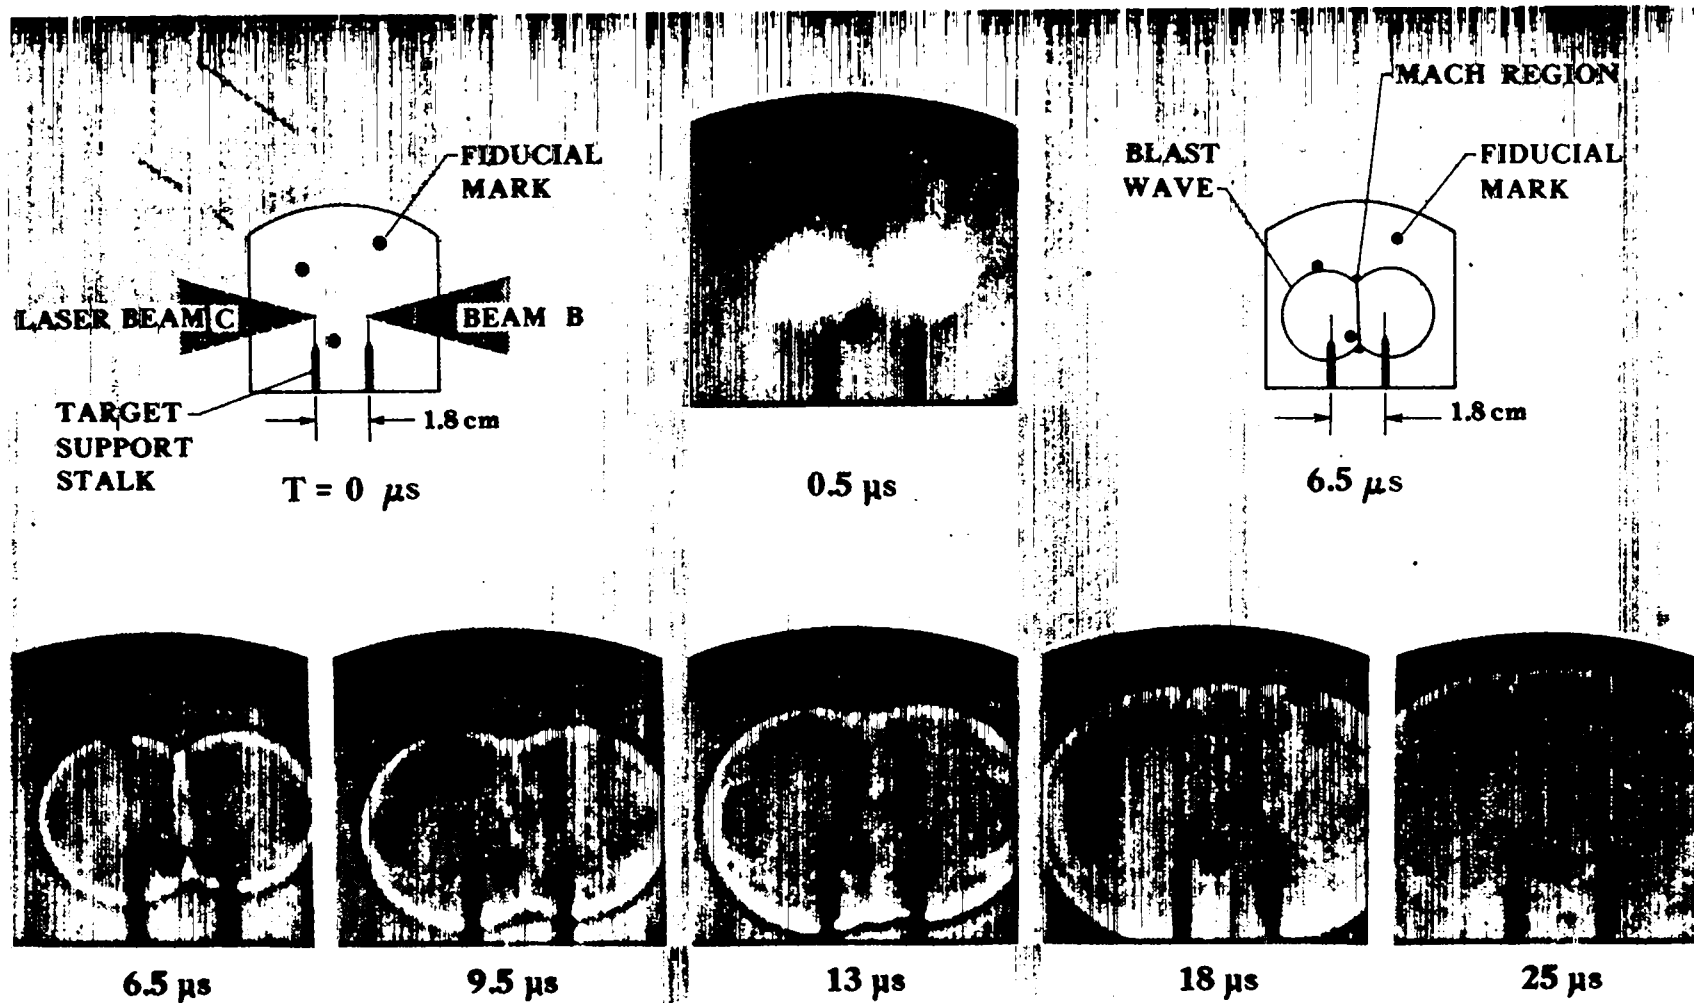 MACH REGION
FIDUCIAL
MARK
BLAST
WAVE
FIDUCIAL
MARK
LASER BEAM C
BEAM B
TARGET
SUPPORT
STALK
1.8 cm
1.8 cm
T = 0 μs
0.5 μs
6.5 μs
6.5 μs
9.5 μs
13 μs
18 μs
25 μs